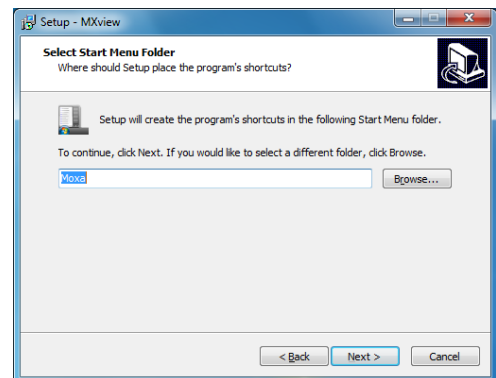 Setup - MXview
Select Start Menu Folder
Where should Setup place the program's shortcuts?
Setup will create the program's shortcuts in the following Start Menu folder.
To continue, click Next. If you would like to select a different folder, click Browse.
Moxa
Browse...
< Back
Next >
Cancel